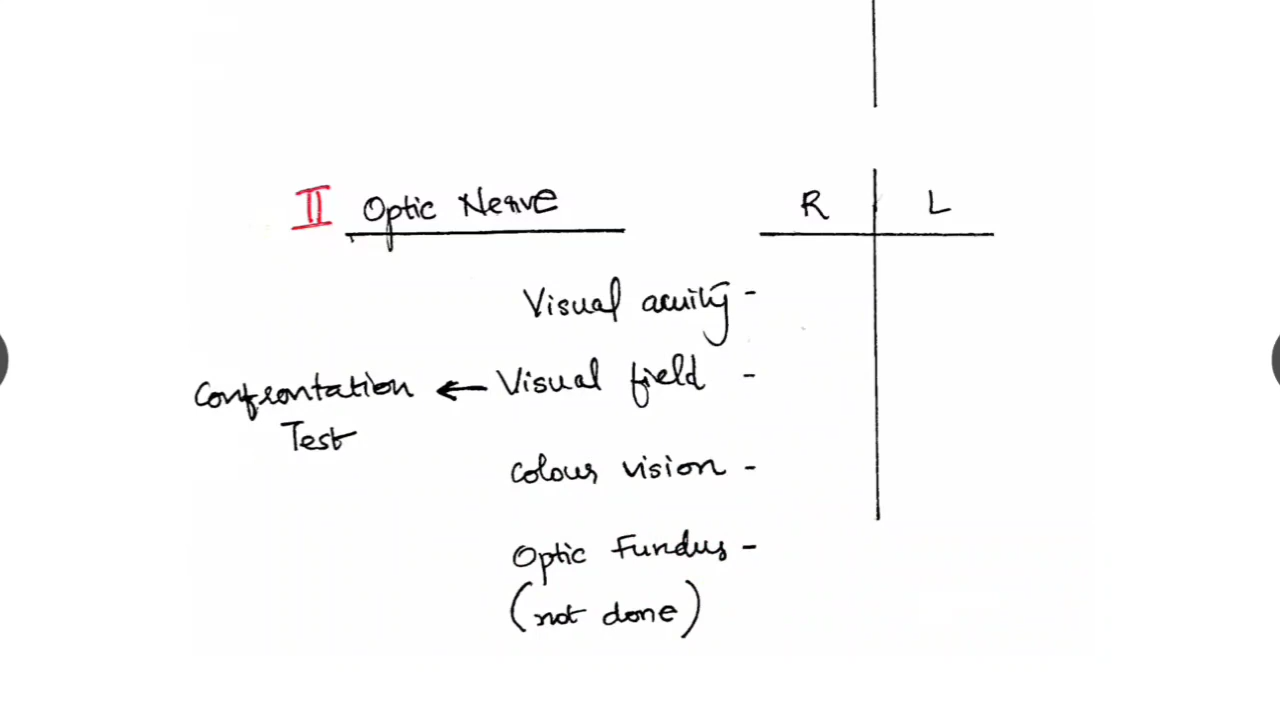 II Optic Nerve R L
Visual acuity -
Confrontation ← Visual field -
Test
colour vision -
Optic Fundus -
(not done)